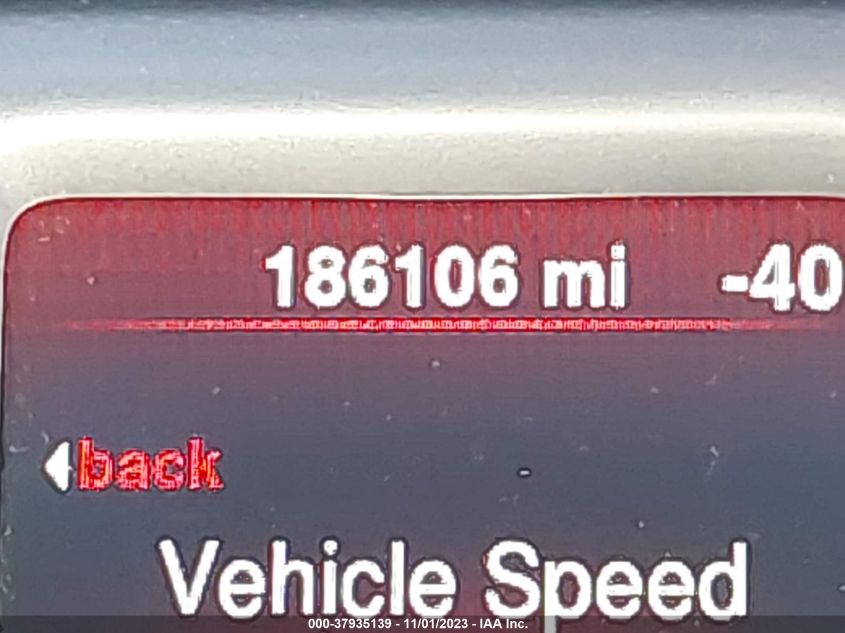 186106 mi -40
back
Vehicle Speed
000-37935139 - 11/01/2023 - IAA Inc.